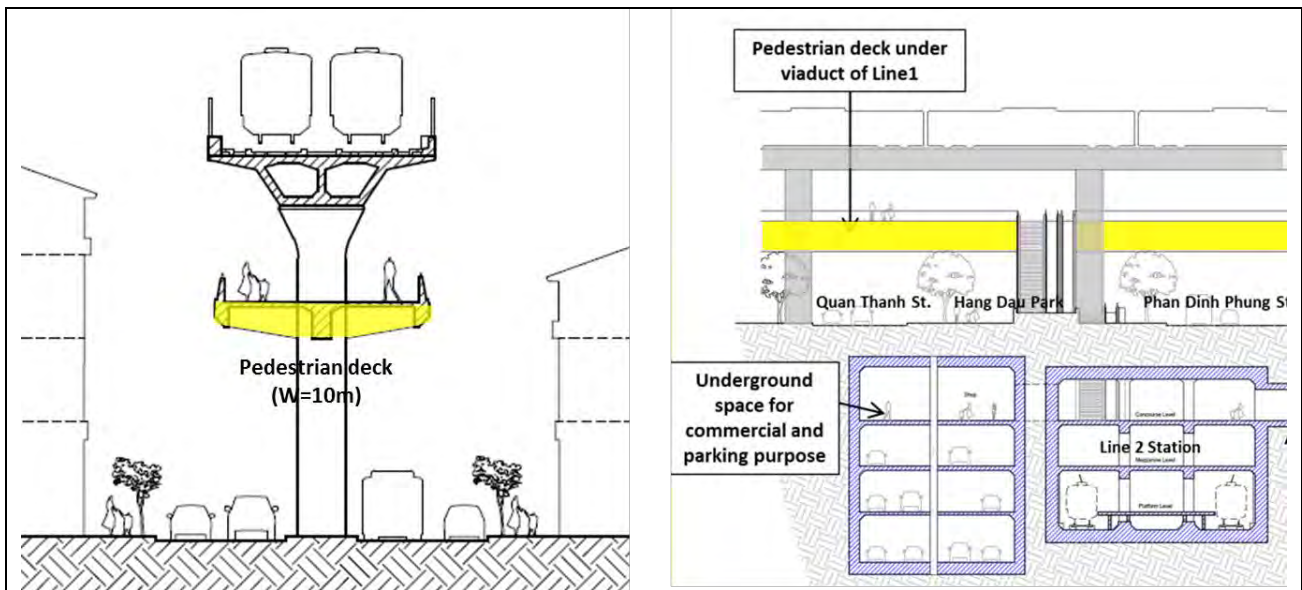 Pedestrian deck
(W=10m)
Pedestrian deck under
viaduct of Line1
Quan Thanh St.
Hang Dau Park
Phan Dinh Phung S
Underground
space for
commercial and
parking purpose
Shop
Concourse Level
Line 2 Station
Mezzanine Level
Platform Level